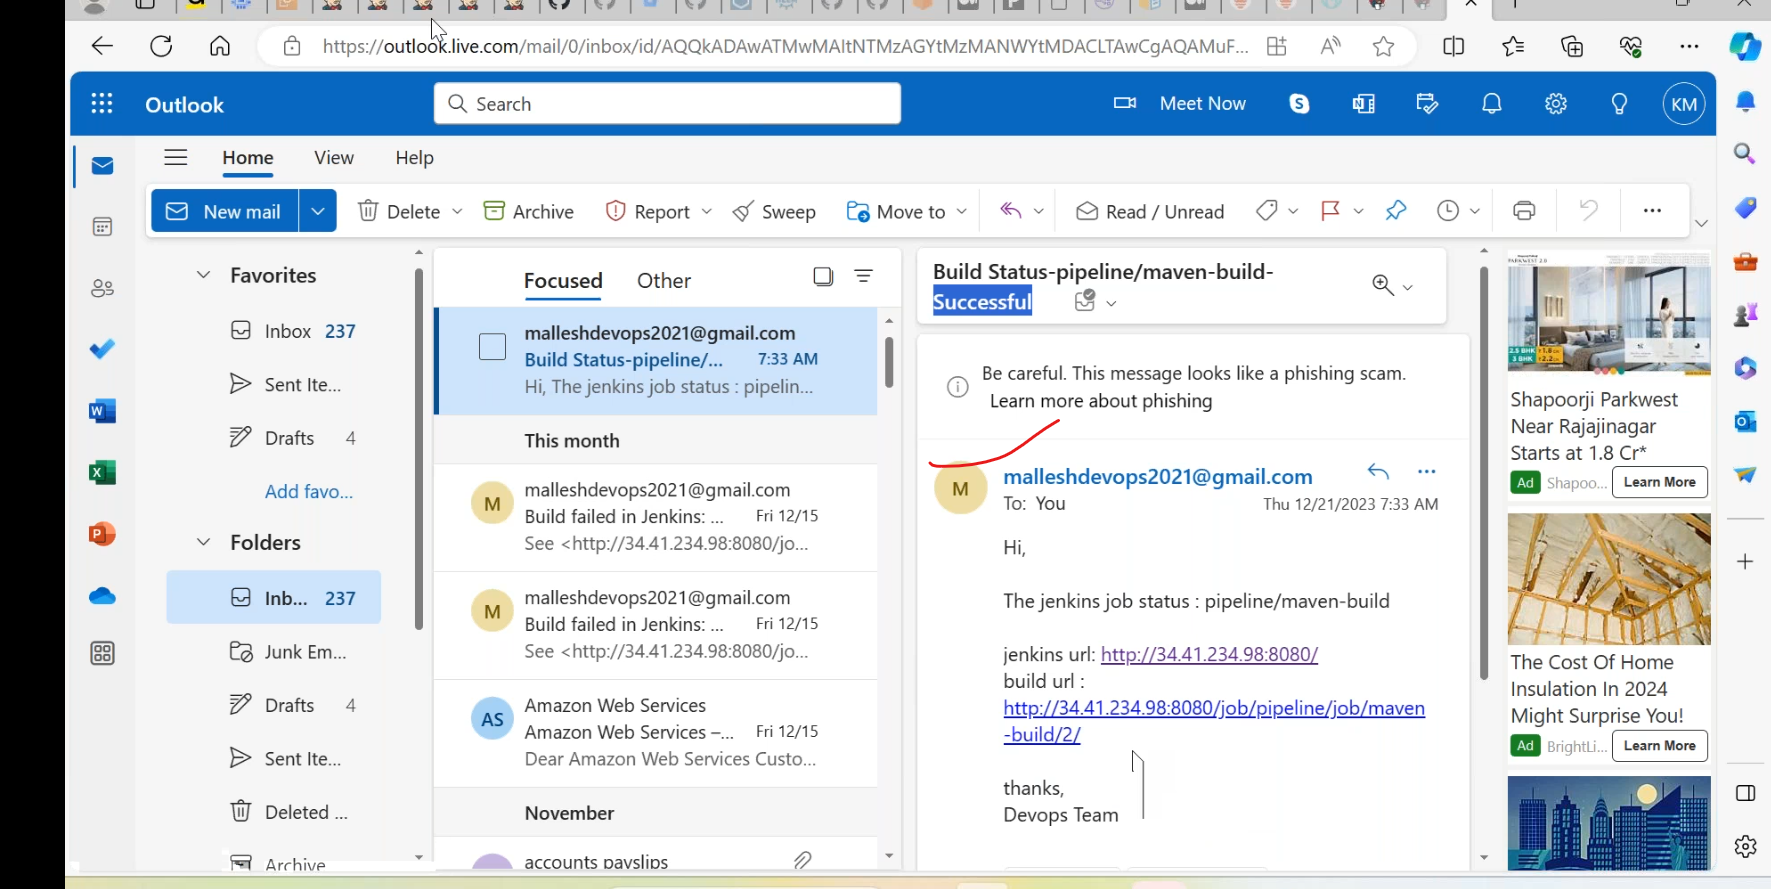 https://outlook.live.com/mail/0/inbox/id/AQQkADAwATMwMAItNTMzAGYtMzMANWYtMDACLTAwCgAQAMuF...
Outlook
Search
Meet Now
KM
Home View Help
New mail Delete Archive Report Sweep Move to Read / Unread
Favorites
Inbox 237
Sent Ite...
Drafts 4
Add favo...
Folders
Inb... 237
Junk Em...
Drafts 4
Sent Ite...
Deleted ...
Archive
Focused Other
malleshdevops2021@gmail.com
Build Status-pipeline/... 7:33 AM
Hi, The jenkins job status : pipelin...
This month
M
malleshdevops2021@gmail.com
Build failed in Jenkins: ... Fri 12/15
See <http://34.41.234.98:8080/jo...
M
malleshdevops2021@gmail.com
Build failed in Jenkins: ... Fri 12/15
See <http://34.41.234.98:8080/jo...
AS
Amazon Web Services
Amazon Web Services –... Fri 12/15
Dear Amazon Web Services Custo...
November
accounts payslips
Build Status-pipeline/maven-build-
Successful
Be careful. This message looks like a phishing scam.
Learn more about phishing
M
malleshdevops2021@gmail.com
To: You Thu 12/21/2023 7:33 AM
Hi,
The jenkins job status : pipeline/maven-build
jenkins url: http://34.41.234.98:8080/
build url :
http://34.41.234.98:8080/job/pipeline/job/maven
-build/2/
thanks,
Devops Team
Shapoorji Parkwest
Near Rajajinagar
Starts at 1.8 Cr*
Ad Shapoo... Learn More
The Cost Of Home
Insulation In 2024
Might Surprise You!
Ad BrightLi... Learn More